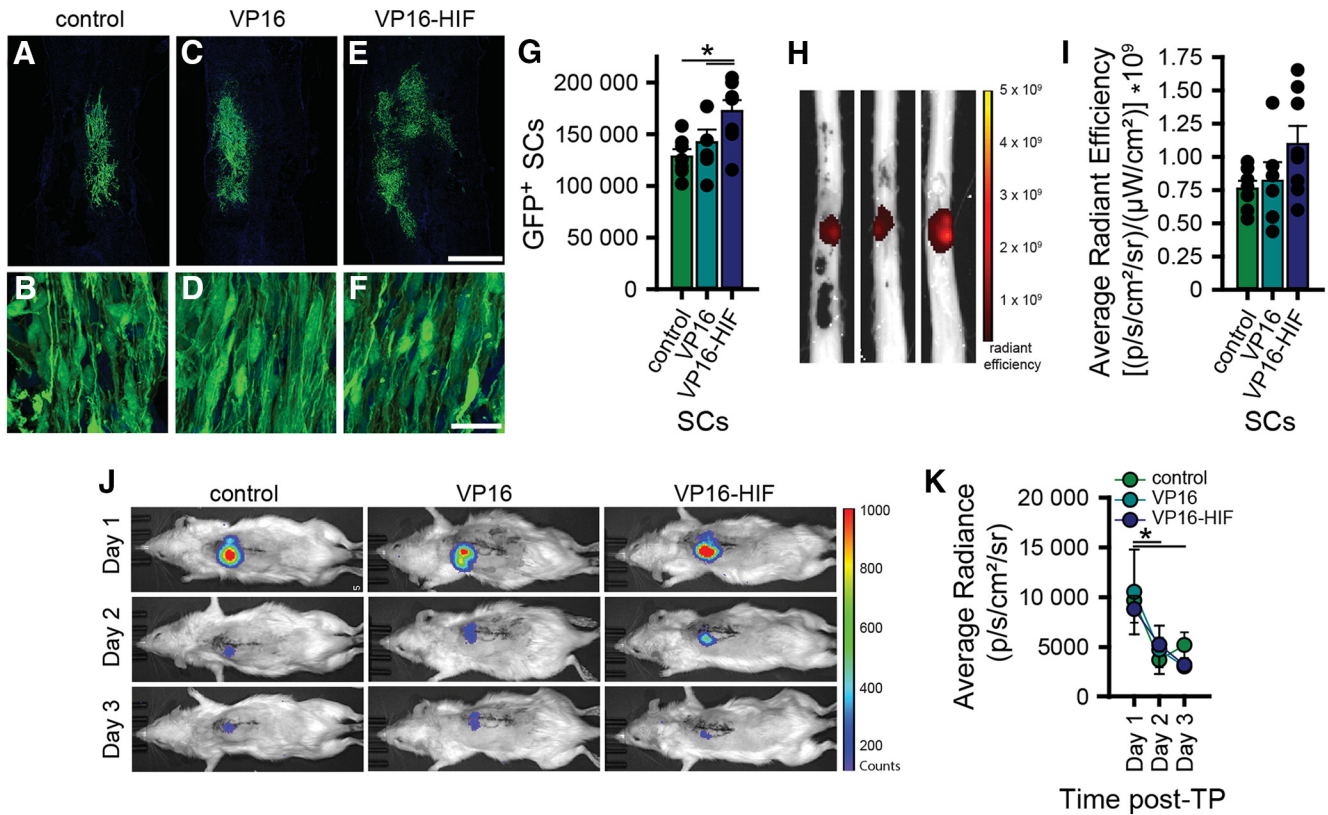 control VP16 VP16-HIF
A C E
B D F
G
*
GFP⁺ SCs
200 000
150 000
100 000
50 000
0
control
VP16
VP16-HIF
SCs
H
5 x 10⁹
4 x 10⁹
3 x 10⁹
2 x 10⁹
1 x 10⁹
radiant
efficiency
I
Average Radiant Efficiency
[(p/s/cm²/sr)/(µW/cm²)] * 10⁹
1.75
1.50
1.25
1.00
0.75
0.50
0.25
0
control
VP16
VP16-HIF
SCs
J
control VP16 VP16-HIF
Day 1
Day 2
Day 3
s
1000
800
600
400
200
Counts
K
control
VP16
VP16-HIF
*
Average Radiance
(p/s/cm²/sr)
20 000
15 000
10 000
5000
0
Day 1
Day 2
Day 3
Time post-TP